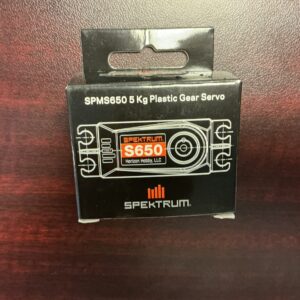 SPMS650 5 Kg Plastic Gear Servo
SPEKTRUM
S650
Horizon Hobby, LLC
SPEKTRUM